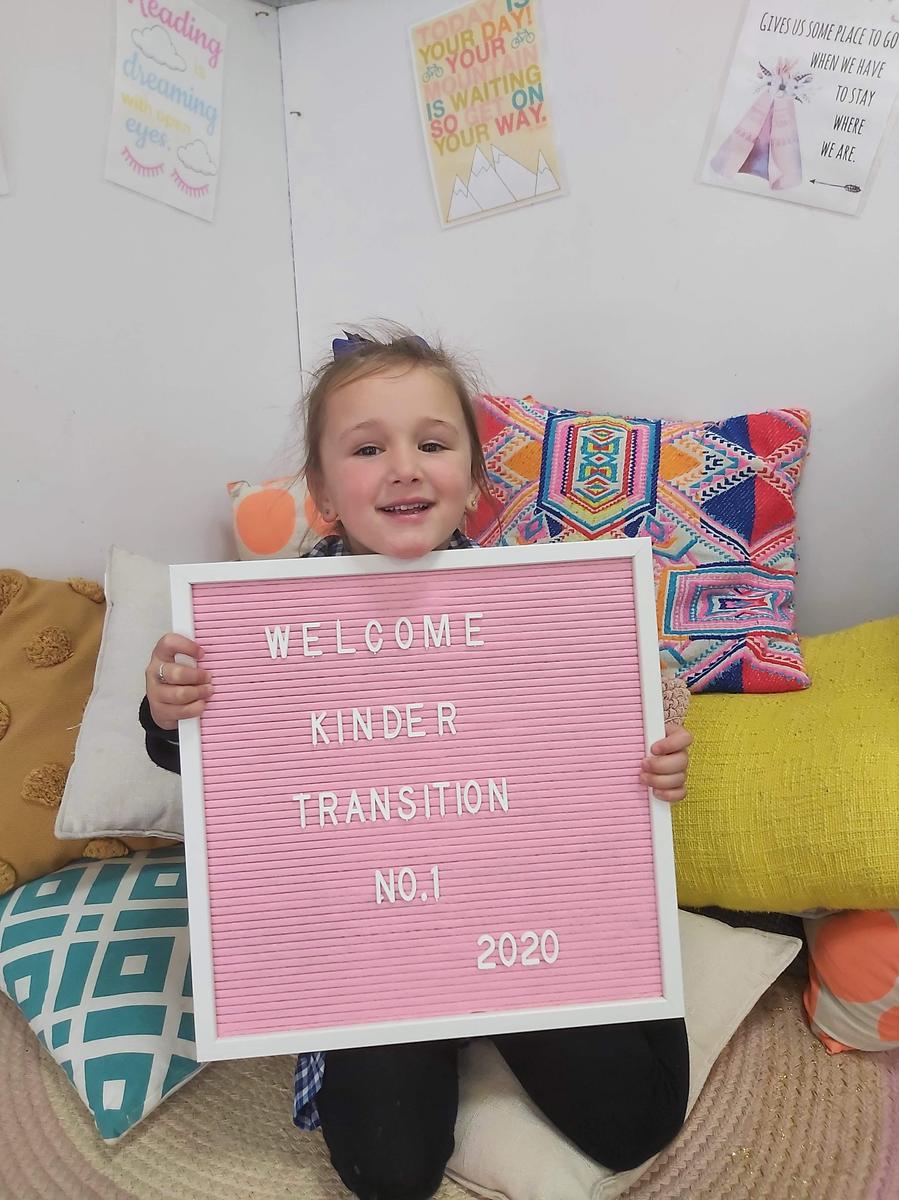 Reading
is
dreaming
with open
eyes.
TODAY IS
YOUR DAY!
YOUR
MOUNTAIN
IS WAITING
SO GET ON
YOUR WAY.
GIVES US SOME PLACE TO GO
WHEN WE HAVE
TO STAY
WHERE
WE ARE.
WELCOME
KINDER
TRANSITION
NO.1
2020